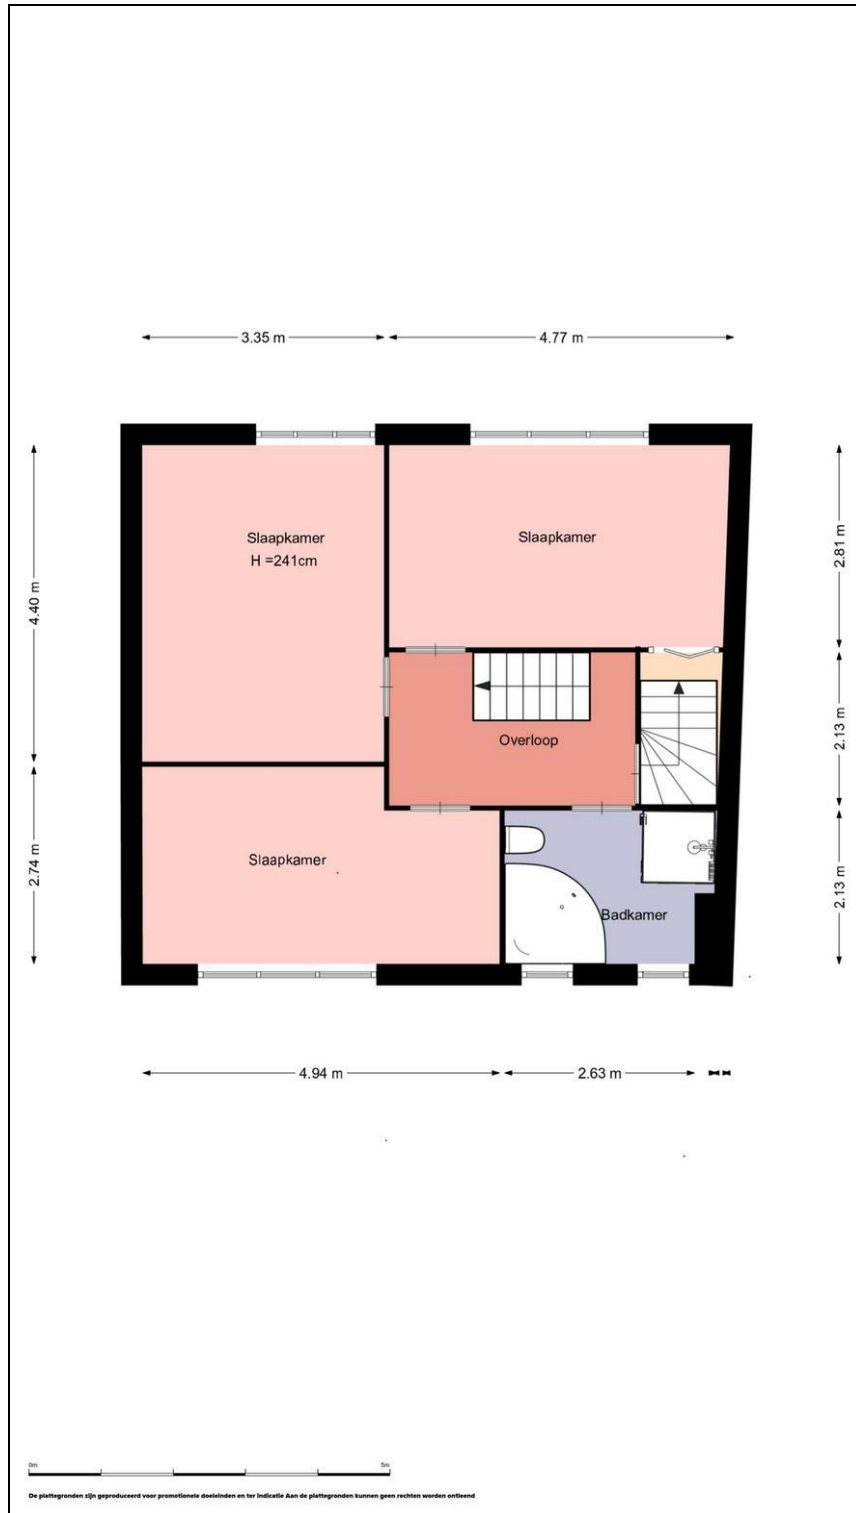 3.35 m
4.77 m
Slaapkamer
H =241cm
Slaapkamer
4.40 m
2.81 m
Overloop
2.13 m
Slaapkamer
2.74 m
Badkamer
2.13 m
4.94 m
2.63 m
0m
5m
De plattegronden zijn geproduceerd voor promotionele doeleinden en ter indicatie Aan de plattegronden kunnen geen rechten worden ontleend